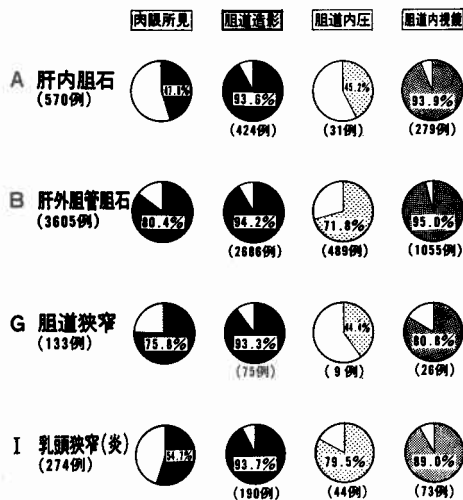 肉眼所見 胆道造影 胆道内圧 胆道内視鏡
A 肝内胆石
(570例)
93.6% 45.2% 93.9%
(424例) (31例) (279例)
B 肝外胆管胆石
(3605例)
80.4% 94.2% 71.8% 95.0%
(2686例) (489例) (1055例)
G 胆道狭窄
(133例)
93.3% 44.4%
(75例) (9例) (26例)
I 乳頭狭窄(炎)
(274例)
54.7% 93.7% 79.5% 89.0%
(190例) (44例) (73例)